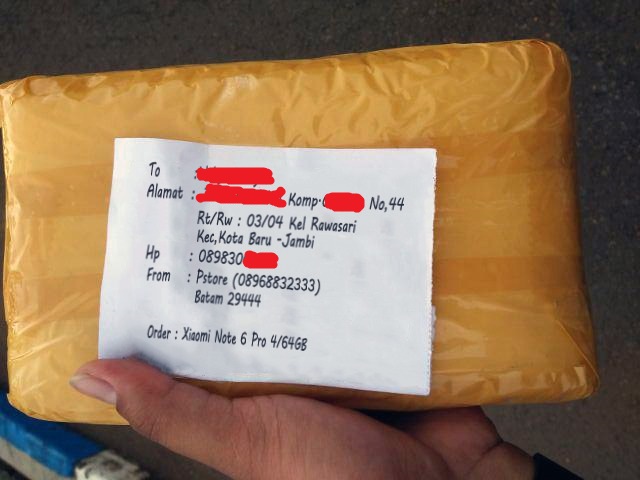 To
Alamat : Komp. No,44
Rt/Rw : 03/04 Kel Rawasari
Kec,Kota Baru -Jambi
Hp : 089830
From : Pstore (08968832333)
Batam 29444
Order : Xiaomi Note 6 Pro 4/64GB